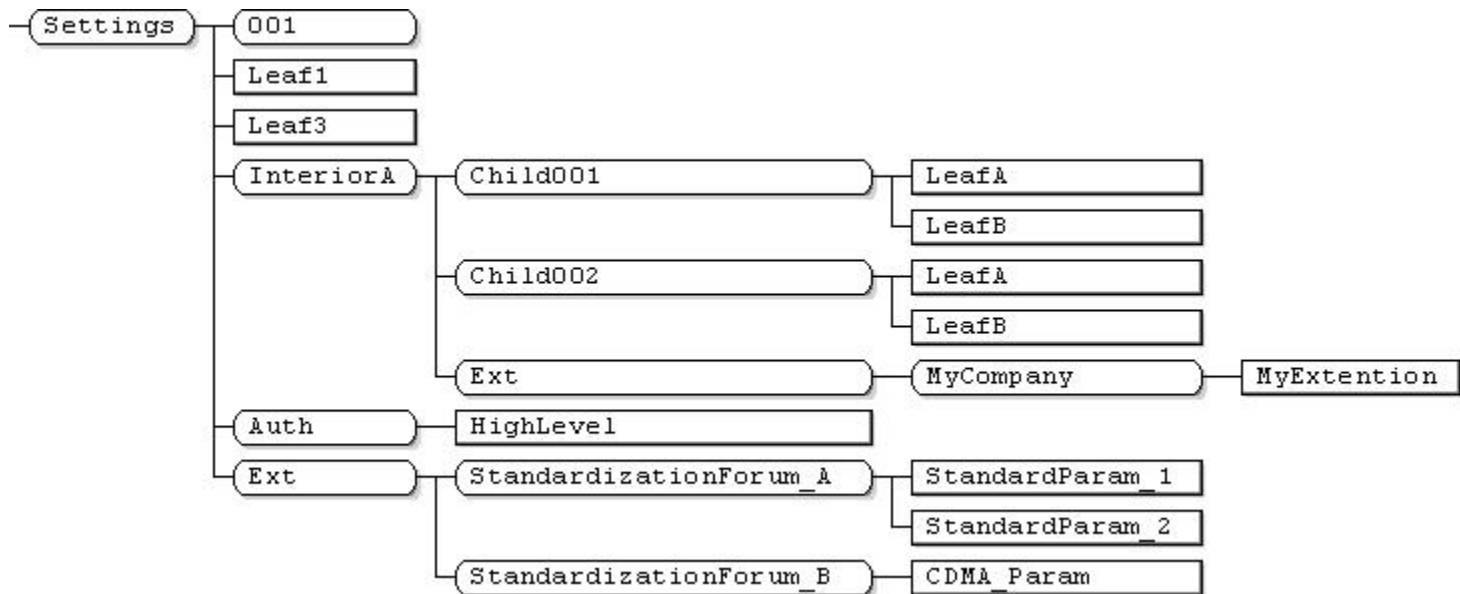 Settings
001
Leaf1
Leaf3
InteriorA
Child001
LeafA
LeafB
Child002
LeafA
LeafB
Ext
MyCompany
MyExtention
Auth
HighLevel
Ext
StandardizationForum_A
StandardParam_1
StandardParam_2
StandardizationForum_B
CDMA_Param